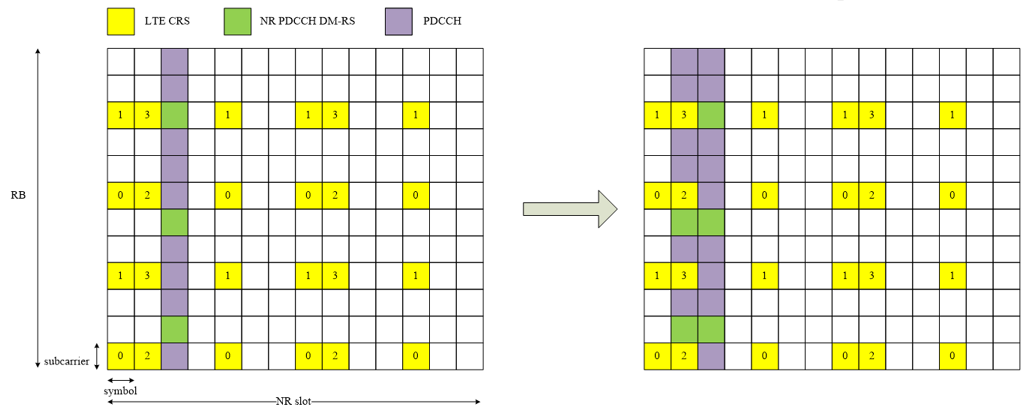 LTE CRS NR PDCCH DM-RS PDCCH
1 3 1 1 3 1 1 3 1 1 3 1
RB
0 2 0 0 2 0 0 2 0 0 2 0
1 3 1 1 3 1 1 3 1 1 3 1
0 2 0 0 2 0 0 2 0 0 2 0
subcarrier
symbol
NR slot